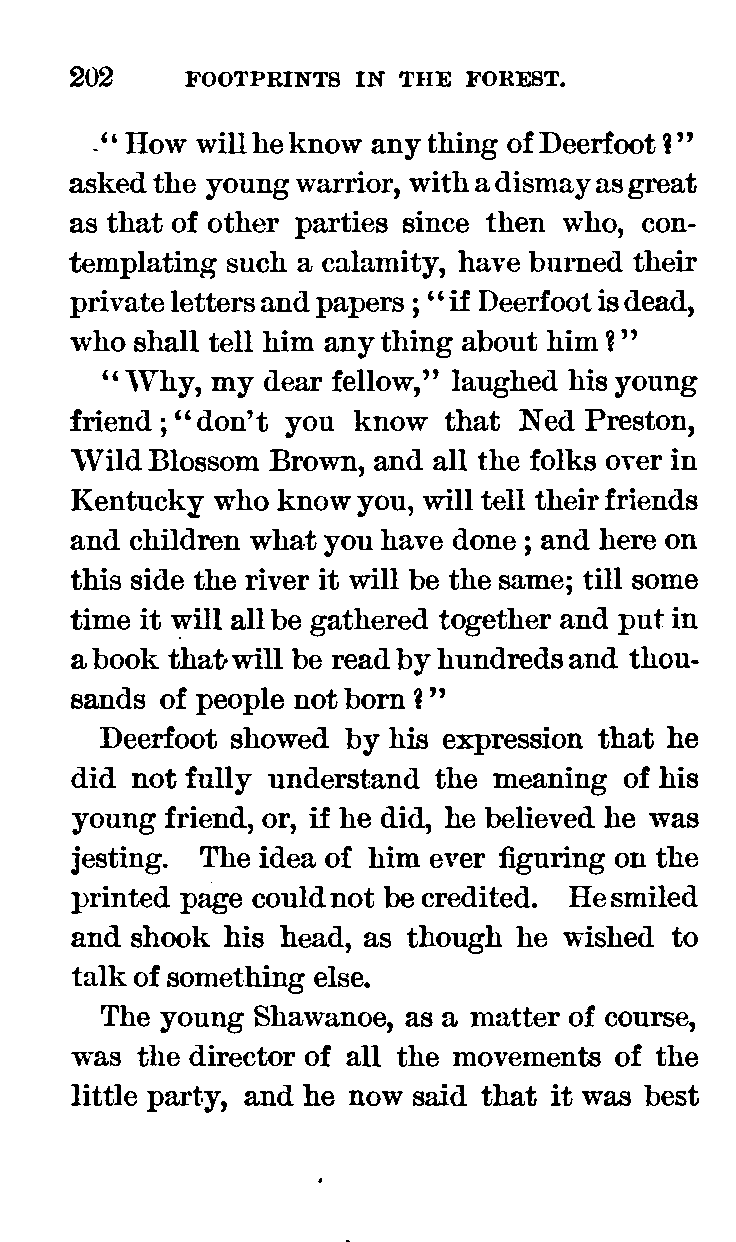 202 FOOTPRINTS IN THE FOREST.
"How will he know any thing of Deerfoot?"
asked the young warrior, with a dismay as great
as that of other parties since then who, con-
templating such a calamity, have burned their
private letters and papers; "if Deerfoot is dead,
who shall tell him any thing about him?"
"Why, my dear fellow," laughed his young
friend; "don't you know that Ned Preston,
Wild Blossom Brown, and all the folks over in
Kentucky who know you, will tell their friends
and children what you have done; and here on
this side the river it will be the same; till some
time it will all be gathered together and put in
a book that will be read by hundreds and thou-
sands of people not born?"
Deerfoot showed by his expression that he
did not fully understand the meaning of his
young friend, or, if he did, he believed he was
jesting. The idea of him ever figuring on the
printed page could not be credited. He smiled
and shook his head, as though he wished to
talk of something else.
The young Shawanoe, as a matter of course,
was the director of all the movements of the
little party, and he now said that it was best